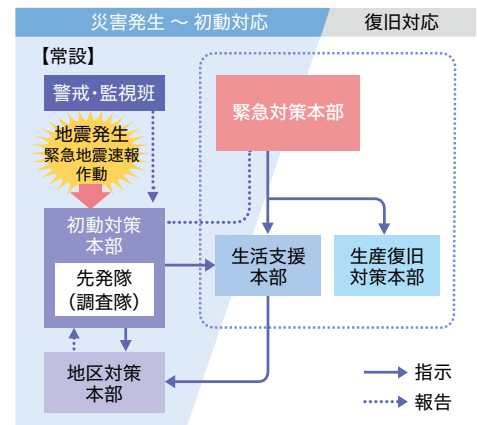 災害発生 ～ 初動対応
復旧対応
【常設】
警戒・監視班
緊急対策本部
地震発生
緊急地震速報
作動
初動対策
本部
先発隊
（調査隊）
生活支援
本部
生産復旧
対策本部
地区対策
本部
指示
報告